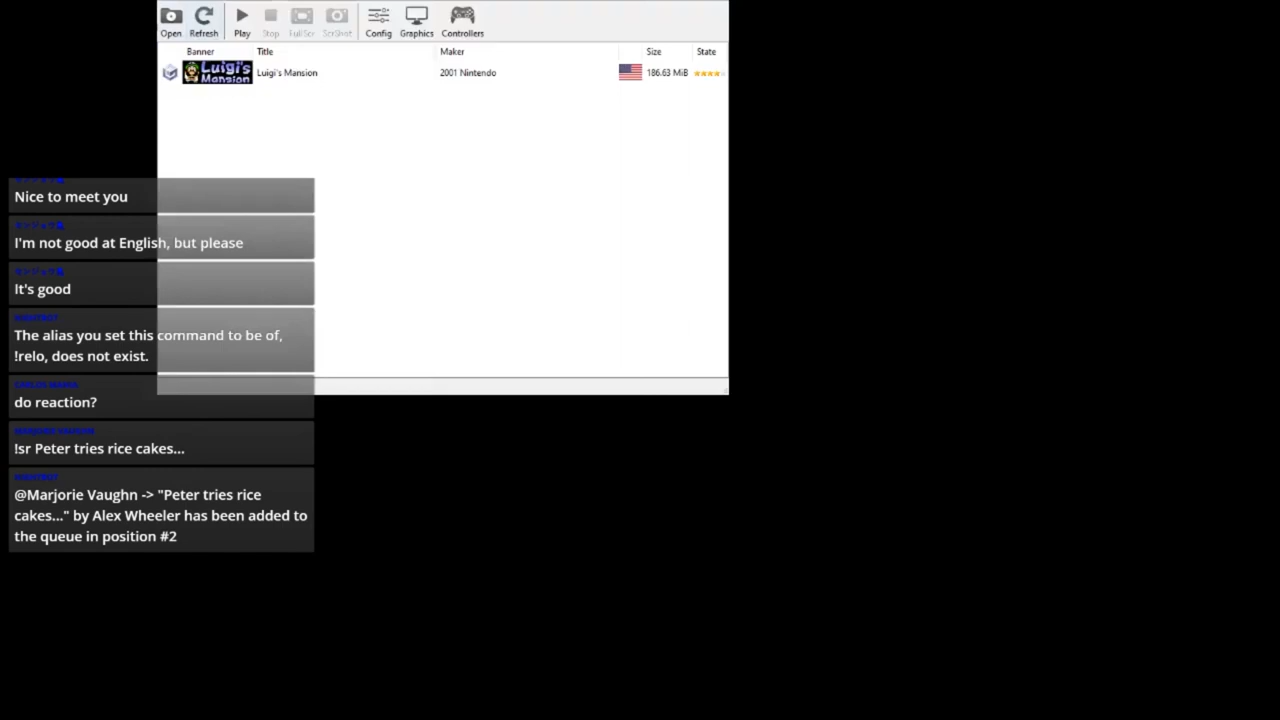 Open Refresh Play Stop FullScr ScrShot Config Graphics Controllers
Banner Title Maker Size State
Luigi's Mansion Luigi's Mansion 2001 Nintendo 186.63 MiB
Nice to meet you
I'm not good at English, but please
It's good
The alias you set this command to be of,
!relo, does not exist.
do reaction?
!sr Peter tries rice cakes...
@Marjorie Vaughn -> "Peter tries rice
cakes..." by Alex Wheeler has been added to
the queue in position #2